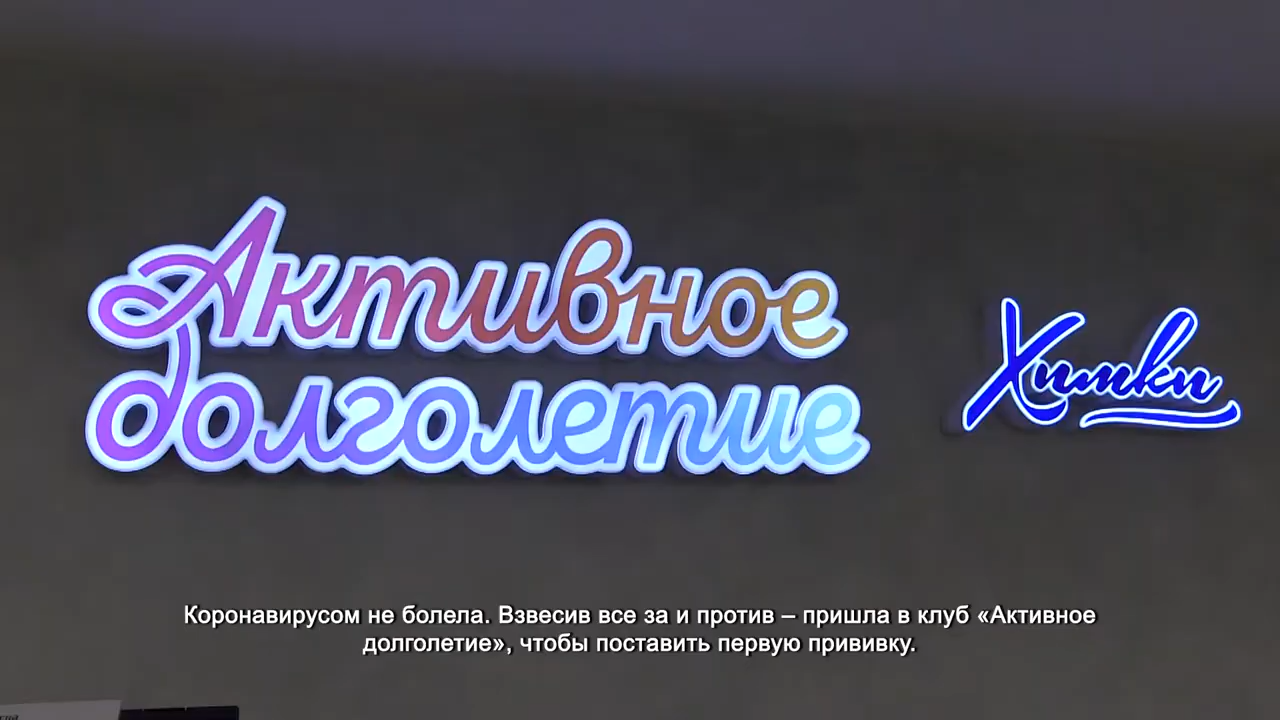 Активное
долголетие
Химки
Коронавирусом не болела. Взвесив все за и против – пришла в клуб «Активное
долголетие», чтобы поставить первую прививку.